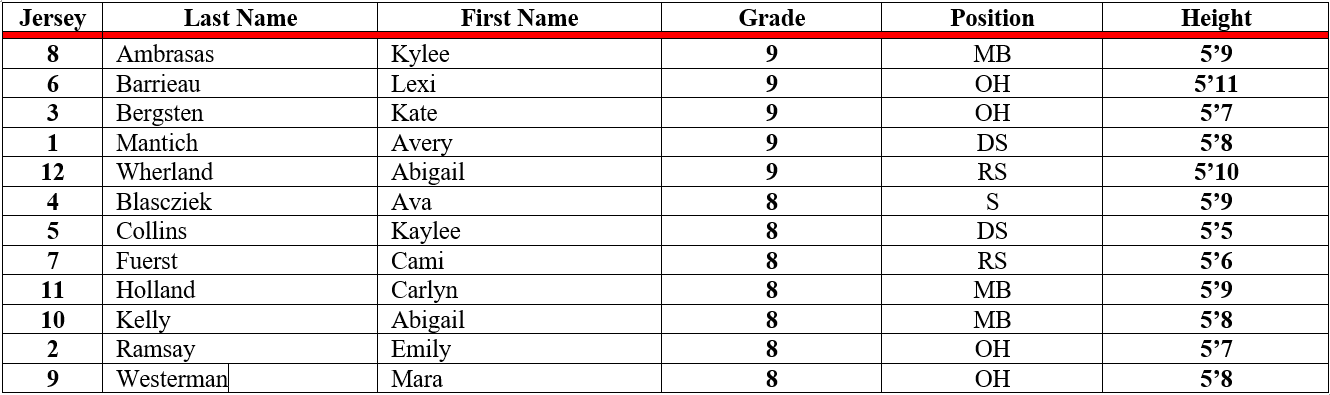 Jersey Last Name First Name Grade Position Height
8 Ambrasas Kylee 9 MB 5’9
6 Barrieau Lexi 9 OH 5’11
3 Bergsten Kate 9 OH 5’7
1 Mantich Avery 9 DS 5’8
12 Wherland Abigail 9 RS 5’10
4 Blascziek Ava 8 S 5’9
5 Collins Kaylee 8 DS 5’5
7 Fuerst Cami 8 RS 5’6
11 Holland Carlyn 8 MB 5’9
10 Kelly Abigail 8 MB 5’8
2 Ramsay Emily 8 OH 5’7
9 Westerman Mara 8 OH 5’8